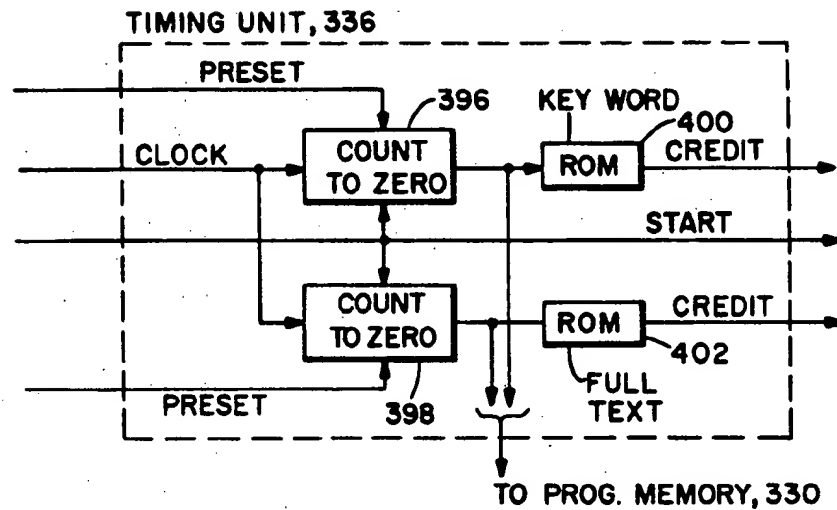 TIMING UNIT, 336
PRESET
396
KEY WORD
400
CLOCK
COUNT
TO ZERO
ROM
CREDIT
START
COUNT
TO ZERO
ROM
CREDIT
402
PRESET
398
FULL
TEXT
TO PROG. MEMORY, 330